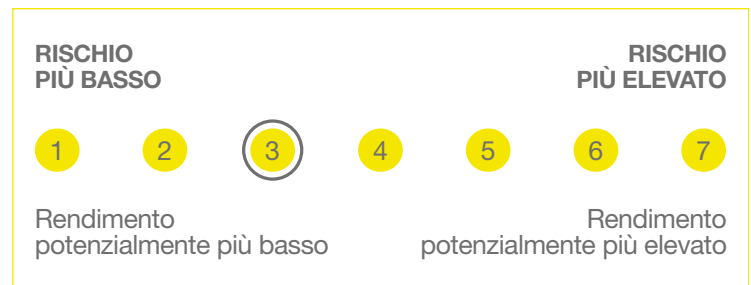 RISCHIO
PIÙ BASSO
RISCHIO
PIÙ ELEVATO
1 2 3 4 5 6 7
Rendimento
potenzialmente più basso
Rendimento
potenzialmente più elevato